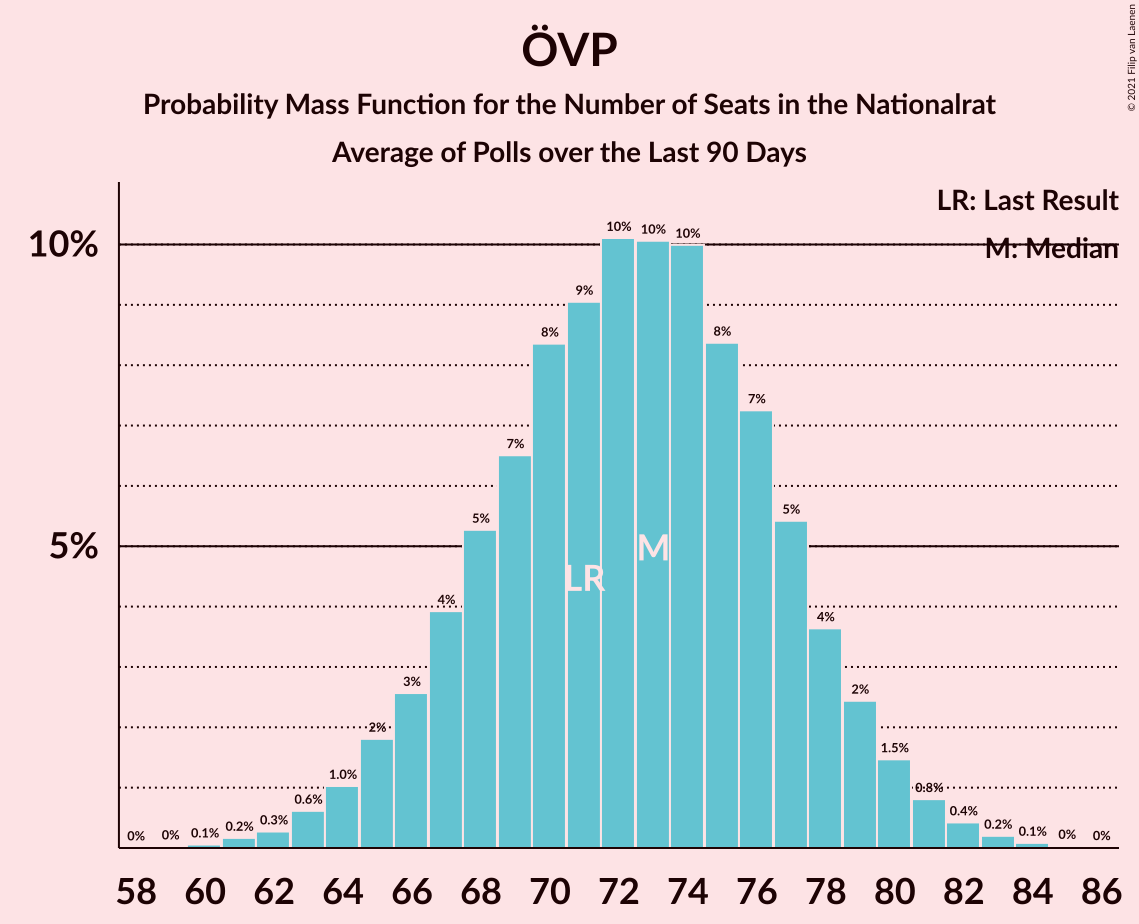 ÖVP
Probability Mass Function for the Number of Seats in the Nationalrat
Average of Polls over the Last 90 Days
© 2021 Filip van Laenen
LR: Last Result
M: Median
10%
5%
0% 0% 0.1% 0.2% 0.3% 0.6% 1.0% 2% 3% 4% 5% 7% 8% 9% 10% 10% 10% 8% 7% 5% 4% 2% 1.5% 0.8% 0.4% 0.2% 0.1% 0% 0%
LR M
58 60 62 64 66 68 70 72 74 76 78 80 82 84 86